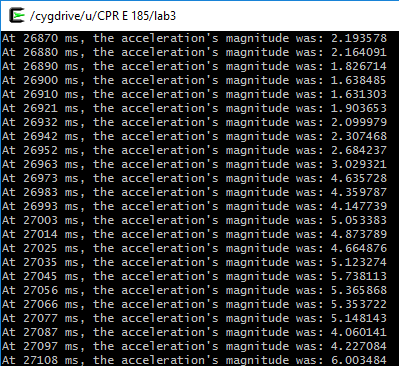 /cygdrive/u/CPR E 185/lab3
At 26870 ms, the acceleration's magnitude was: 2.193578
At 26880 ms, the acceleration's magnitude was: 2.164091
At 26890 ms, the acceleration's magnitude was: 1.826714
At 26900 ms, the acceleration's magnitude was: 1.638485
At 26910 ms, the acceleration's magnitude was: 1.631303
At 26921 ms, the acceleration's magnitude was: 1.903653
At 26932 ms, the acceleration's magnitude was: 2.099979
At 26942 ms, the acceleration's magnitude was: 2.307468
At 26952 ms, the acceleration's magnitude was: 2.684237
At 26963 ms, the acceleration's magnitude was: 3.029321
At 26973 ms, the acceleration's magnitude was: 4.635728
At 26983 ms, the acceleration's magnitude was: 4.359787
At 26993 ms, the acceleration's magnitude was: 4.147739
At 27003 ms, the acceleration's magnitude was: 5.053383
At 27014 ms, the acceleration's magnitude was: 4.873789
At 27025 ms, the acceleration's magnitude was: 4.664876
At 27035 ms, the acceleration's magnitude was: 5.123274
At 27045 ms, the acceleration's magnitude was: 5.738113
At 27056 ms, the acceleration's magnitude was: 5.365868
At 27066 ms, the acceleration's magnitude was: 5.353722
At 27077 ms, the acceleration's magnitude was: 5.148143
At 27087 ms, the acceleration's magnitude was: 4.060141
At 27097 ms, the acceleration's magnitude was: 4.227084
At 27108 ms, the acceleration's magnitude was: 6.003484